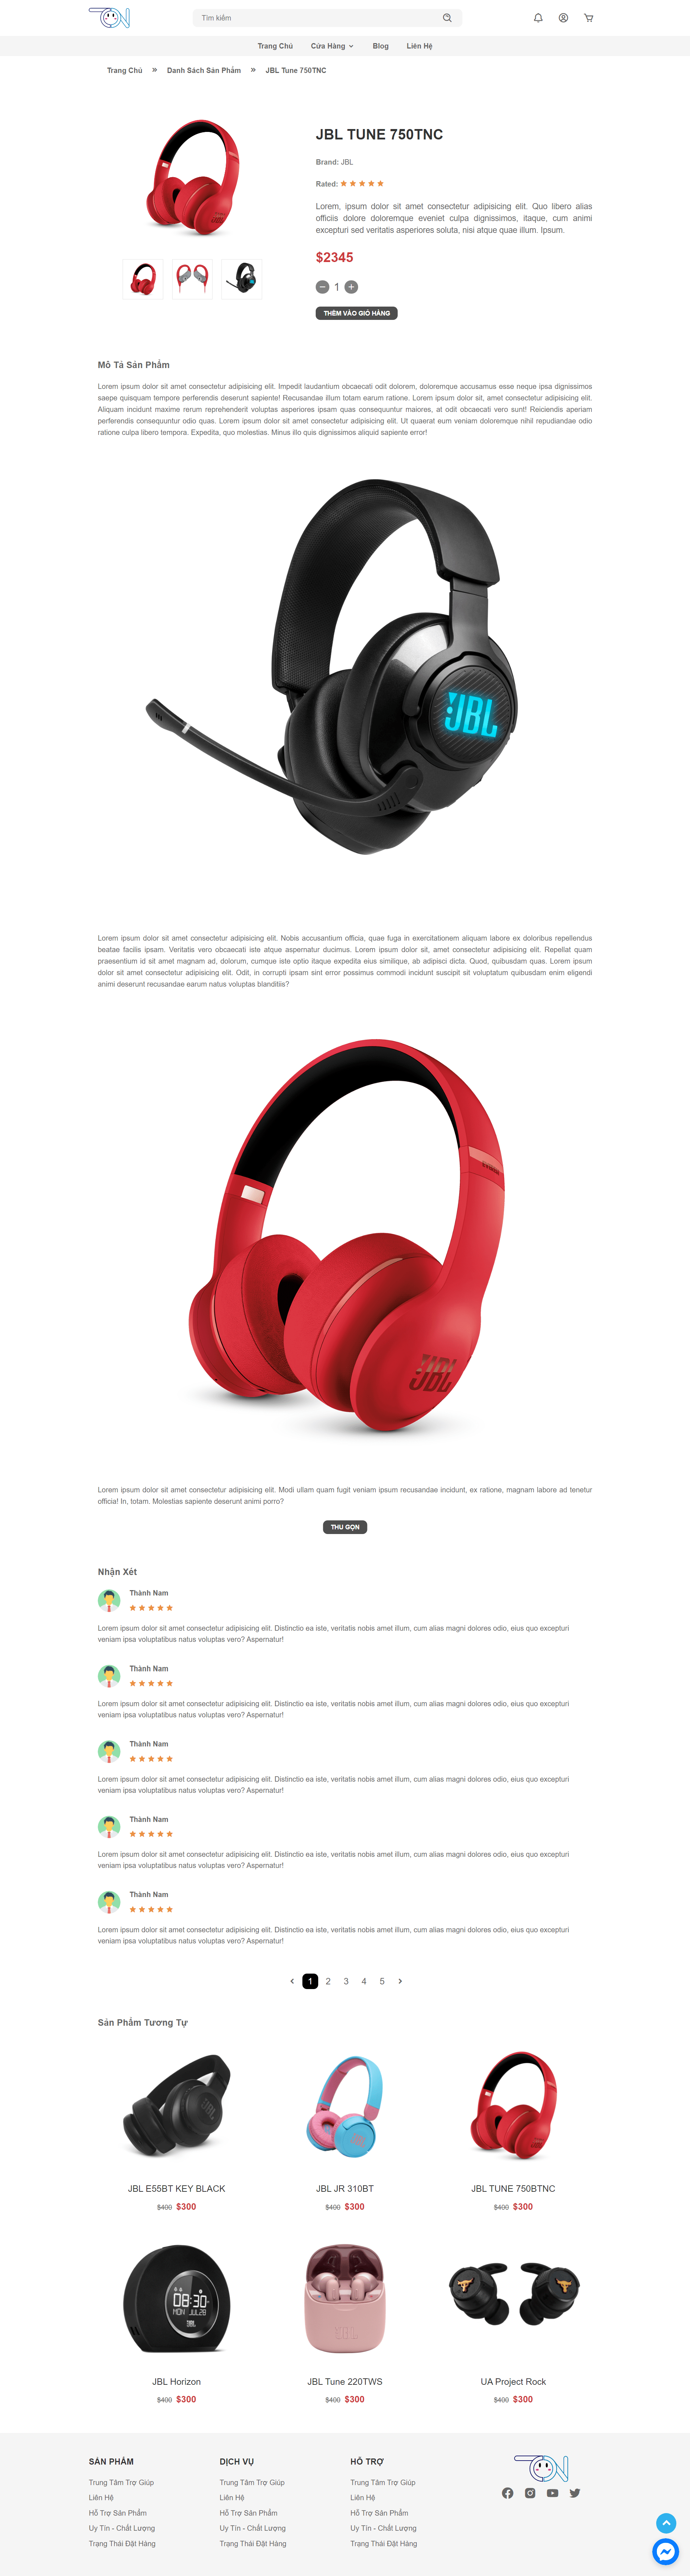 TON
Tìm kiếm
Trang Chủ Cửa Hàng Blog Liên Hệ
Trang Chủ » Danh Sách Sản Phẩm » JBL Tune 750TNC
JBL TUNE 750TNC
Brand: JBL
Rated:
Lorem, ipsum dolor sit amet consectetur adipisicing elit. Quo libero alias
officiis dolore doloremque eveniet culpa dignissimos, itaque, cum animi
excepturi sed veritatis asperiores soluta, nisi atque quae illum. Ipsum.
$2345
1
THÊM VÀO GIỎ HÀNG
Mô Tả Sản Phẩm
Lorem ipsum dolor sit amet consectetur adipisicing elit. Impedit laudantium obcaecati odit dolorem, doloremque accusamus esse neque ipsa dignissimos
saepe quisquam tempore perferendis deserunt sapiente! Recusandae illum totam earum ratione. Lorem ipsum dolor sit, amet consectetur adipisicing elit.
Aliquam incidunt maxime rerum reprehenderit voluptas asperiores ipsam quas consequuntur maiores, at odit obcaecati vero sunt! Reiciendis aperiam
perferendis consequuntur odio quas. Lorem ipsum dolor sit amet consectetur adipisicing elit. Ut quaerat eum veniam doloremque nihil repudiandae odio
ratione culpa libero tempora. Expedita, quo molestias. Minus illo quis dignissimos aliquid sapiente error!
JBL
Lorem ipsum dolor sit amet consectetur adipisicing elit. Nobis accusantium officia, quae fuga in exercitationem aliquam labore ex doloribus repellendus
beatae facilis ipsam. Veritatis vero obcaecati iste atque aspernatur ducimus. Lorem ipsum dolor sit, amet consectetur adipisicing elit. Repellat quam
praesentium id sit amet magnam ad, dolorum, cumque iste optio itaque expedita eius similique, ab adipisci dicta. Quod, quibusdam quas. Lorem ipsum
dolor sit amet consectetur adipisicing elit. Odit, in corrupti ipsam sint error possimus commodi incidunt suscipit sit voluptatum quibusdam enim eligendi
animi deserunt recusandae earum natus voluptas blanditiis?
JBL
Lorem ipsum dolor sit amet consectetur adipisicing elit. Modi ullam quam fugit veniam ipsum recusandae incidunt, ex ratione, magnam labore ad tenetur
officia! In, totam. Molestias sapiente deserunt animi porro?
THU GỌN
Nhận Xét
Thành Nam
Lorem ipsum dolor sit amet consectetur adipisicing elit. Distinctio ea iste, veritatis nobis amet illum, cum alias magni dolores odio, eius quo excepturi
veniam ipsa voluptatibus natus voluptas vero? Aspernatur!
Thành Nam
Lorem ipsum dolor sit amet consectetur adipisicing elit. Distinctio ea iste, veritatis nobis amet illum, cum alias magni dolores odio, eius quo excepturi
veniam ipsa voluptatibus natus voluptas vero? Aspernatur!
Thành Nam
Lorem ipsum dolor sit amet consectetur adipisicing elit. Distinctio ea iste, veritatis nobis amet illum, cum alias magni dolores odio, eius quo excepturi
veniam ipsa voluptatibus natus voluptas vero? Aspernatur!
Thành Nam
Lorem ipsum dolor sit amet consectetur adipisicing elit. Distinctio ea iste, veritatis nobis amet illum, cum alias magni dolores odio, eius quo excepturi
veniam ipsa voluptatibus natus voluptas vero? Aspernatur!
Thành Nam
Lorem ipsum dolor sit amet consectetur adipisicing elit. Distinctio ea iste, veritatis nobis amet illum, cum alias magni dolores odio, eius quo excepturi
veniam ipsa voluptatibus natus voluptas vero? Aspernatur!
1 2 3 4 5
Sản Phẩm Tương Tự
JBL
JBL E55BT KEY BLACK JBL JR 310BT JBL TUNE 750BTNC
$400 $300 $400 $300 $400 $300
08:30
MON JUL28
JBL
JBL
JBL Horizon JBL Tune 220TWS UA Project Rock
$400 $300 $400 $300 $400 $300
SẢN PHẨM DỊCH VỤ HỖ TRỢ TON
Trung Tâm Trợ Giúp Trung Tâm Trợ Giúp Trung Tâm Trợ Giúp
Liên Hệ Liên Hệ Liên Hệ
Hỗ Trợ Sản Phẩm Hỗ Trợ Sản Phẩm Hỗ Trợ Sản Phẩm
Uy Tín - Chất Lượng Uy Tín - Chất Lượng Uy Tín - Chất Lượng
Trạng Thái Đặt Hàng Trạng Thái Đặt Hàng Trạng Thái Đặt Hàng